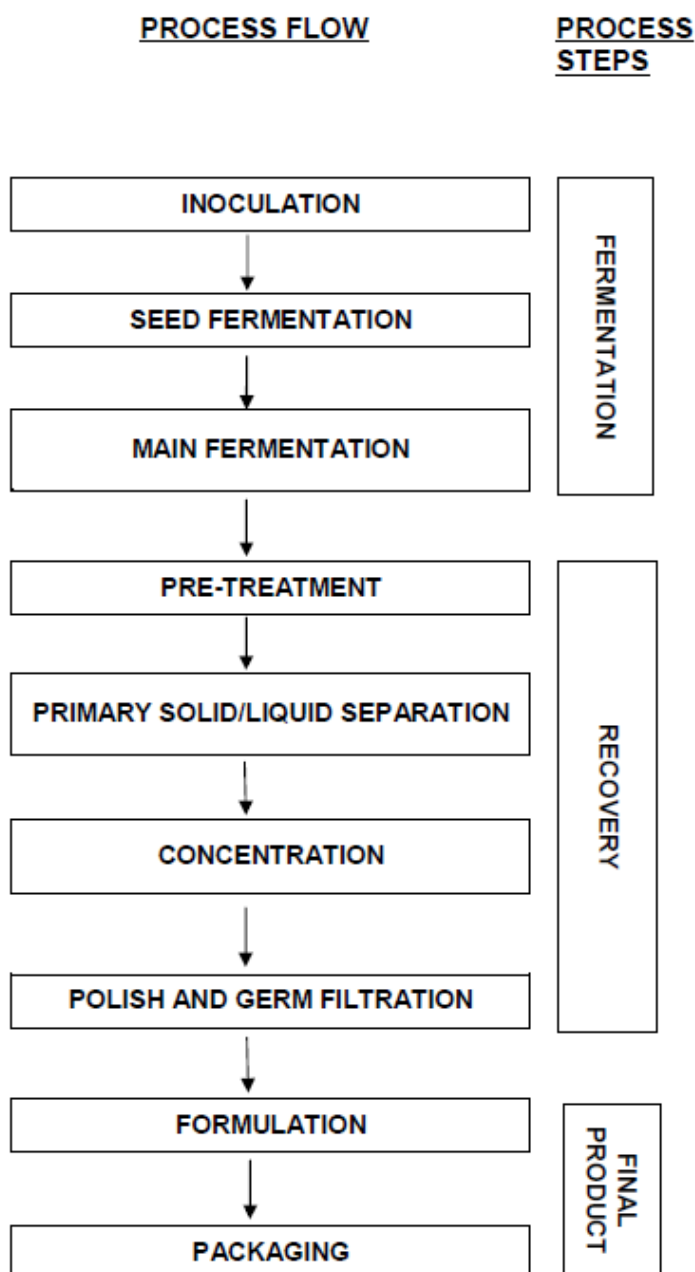 PROCESS FLOW
PROCESS
STEPS
INOCULATION
SEED FERMENTATION
MAIN FERMENTATION
FERMENTATION
PRE-TREATMENT
PRIMARY SOLID/LIQUID SEPARATION
CONCENTRATION
POLISH AND GERM FILTRATION
RECOVERY
FORMULATION
PACKAGING
FINAL
PRODUCT